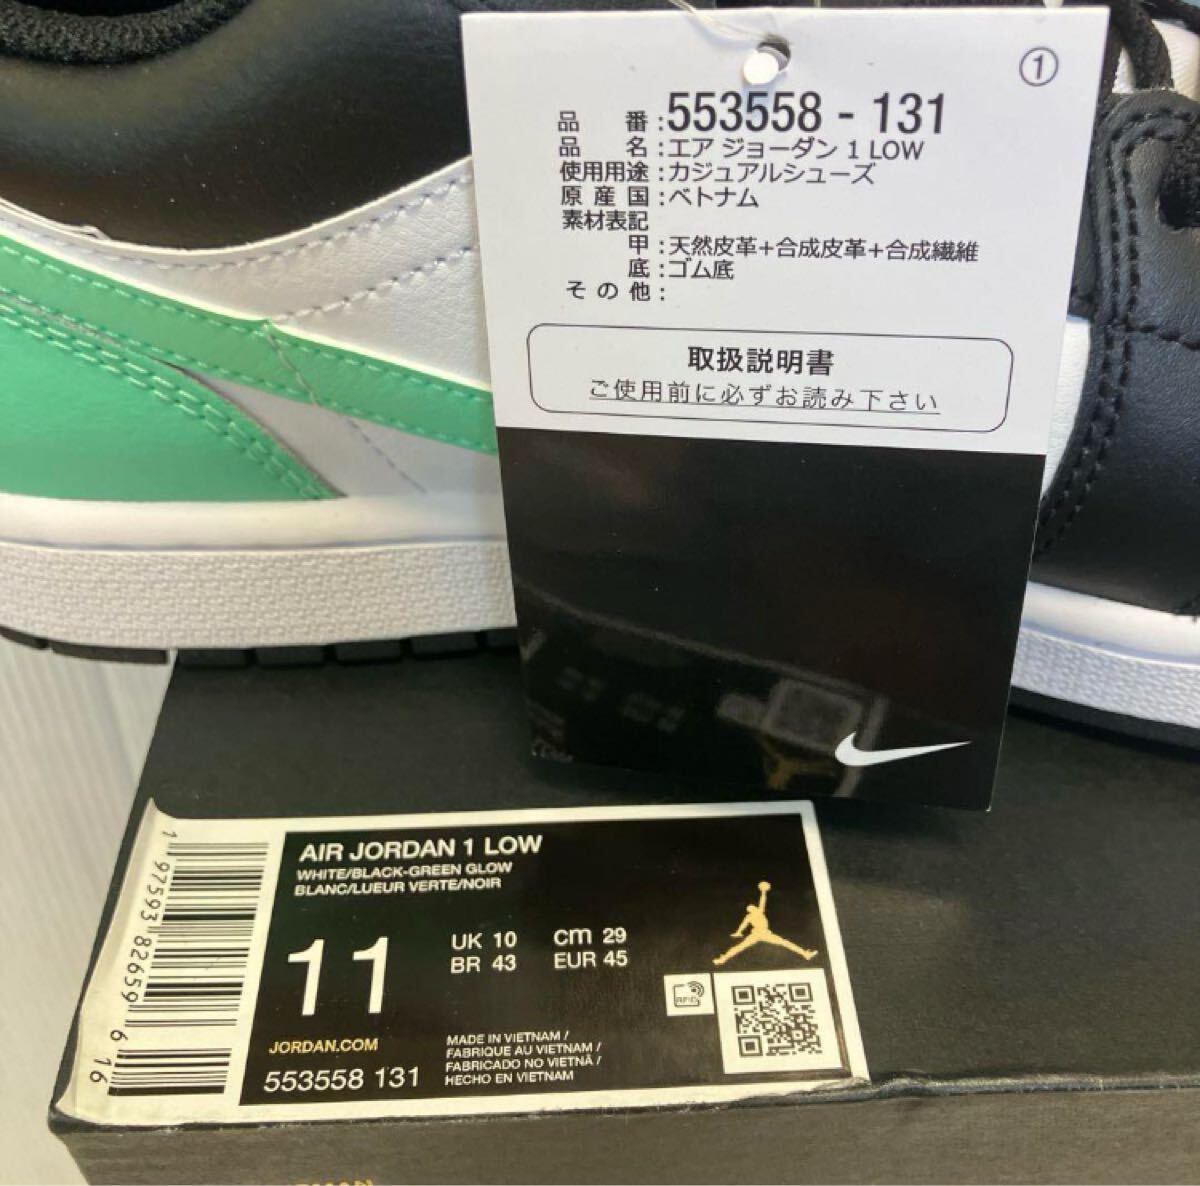 ①
品番:553558 - 131
品名:エア ジョーダン 1 LOW
使用用途:カジュアルシューズ
原産国:ベトナム
素材表記
甲:天然皮革+合成皮革+合成繊維
底:ゴム底
その他:
取扱説明書
ご使用前に必ずお読み下さい
AIR JORDAN 1 LOW
WHITE/BLACK-GREEN GLOW
BLANC/LUEUR VERTE/NOIR
11
UK 10 cm 29
BR 43 EUR 45
RFID
JORDAN.COM
553558 131
MADE IN VIETNAM /
FABRIQUE AU VIETNAM /
FABRICADO NO VIETNÃ /
HECHO EN VIETNAM
1 97593 82659 6 16